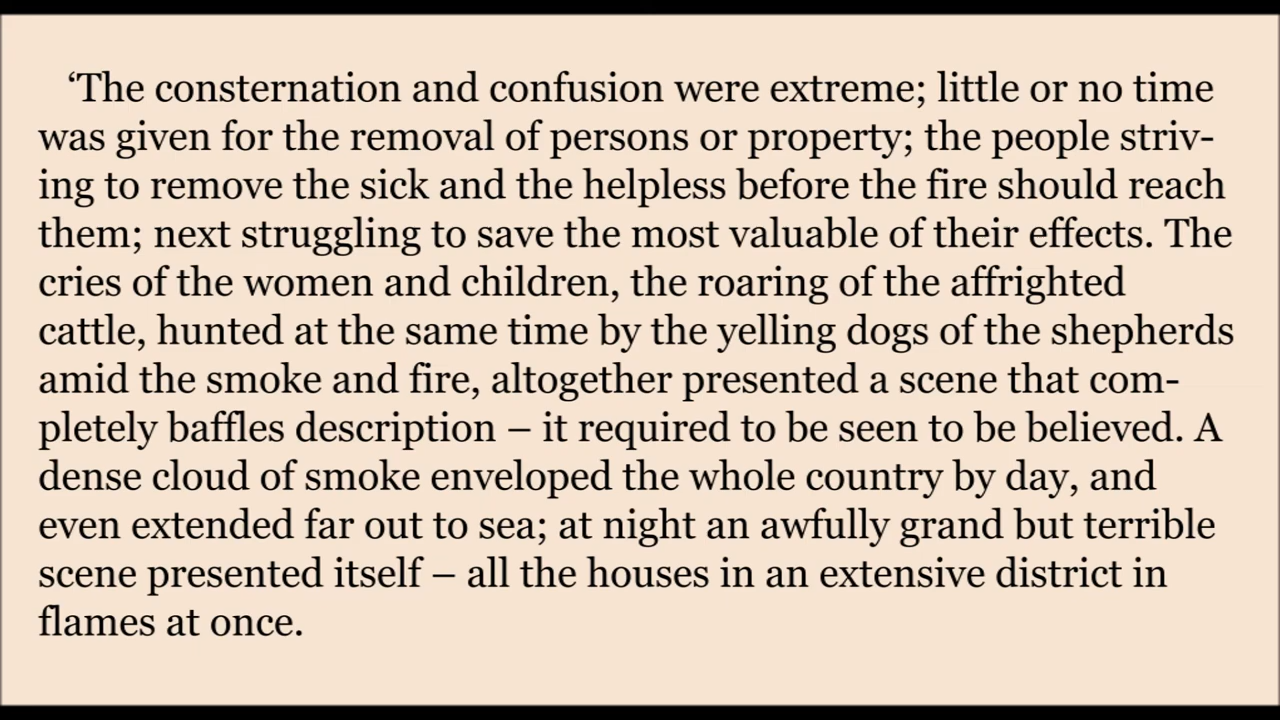 ‘The consternation and confusion were extreme; little or no time
was given for the removal of persons or property; the people striv-
ing to remove the sick and the helpless before the fire should reach
them; next struggling to save the most valuable of their effects. The
cries of the women and children, the roaring of the affrighted
cattle, hunted at the same time by the yelling dogs of the shepherds
amid the smoke and fire, altogether presented a scene that com-
pletely baffles description – it required to be seen to be believed. A
dense cloud of smoke enveloped the whole country by day, and
even extended far out to sea; at night an awfully grand but terrible
scene presented itself – all the houses in an extensive district in
flames at once.